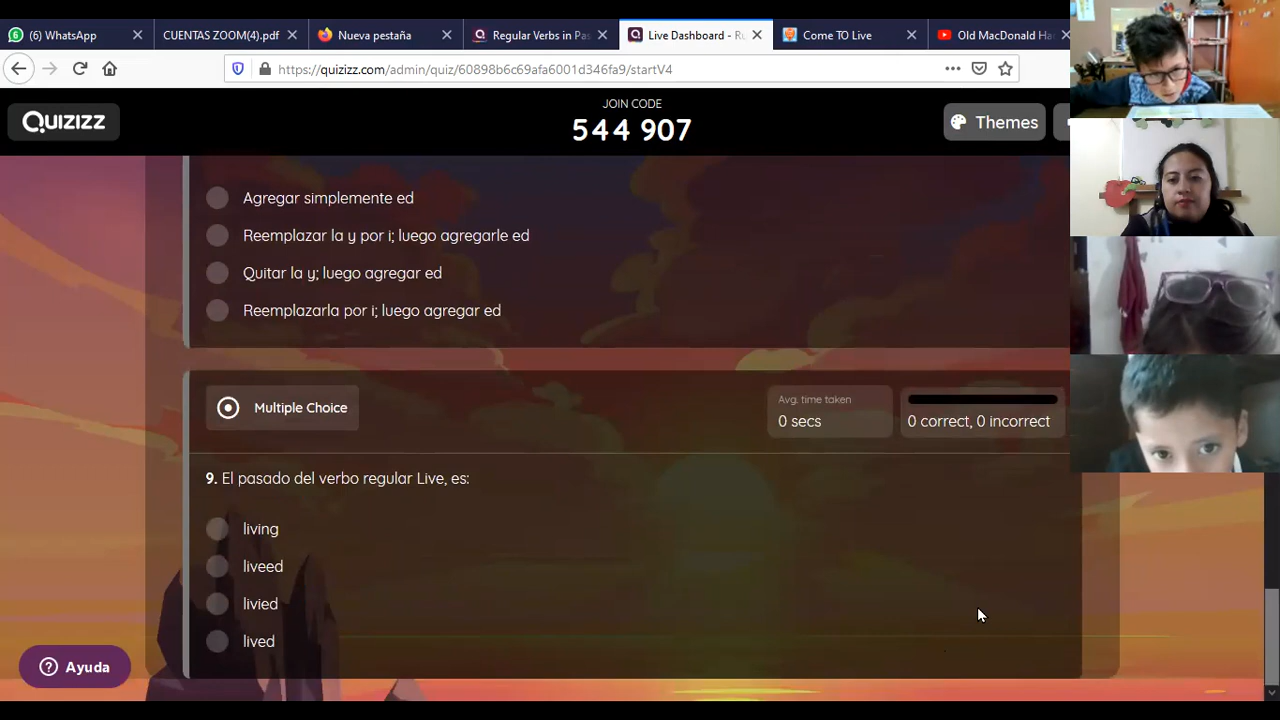 (6) WhatsApp
CUENTAS ZOOM(4).pdf
Nueva pestaña
Regular Verbs in Pas
Live Dashboard - Ru
Come TO Live
Old MacDonald Ha
https://quizizz.com/admin/quiz/60898b6c69afa6001d346fa9/startV4
Quizizz
JOIN CODE
544 907
Themes
Agregar simplemente ed
Reemplazar la y por i; luego agregarle ed
Quitar la y; luego agregar ed
Reemplazarla por i; luego agregar ed
Multiple Choice
Avg. time taken
0 secs
0 correct, 0 incorrect
9. El pasado del verbo regular Live, es:
living
liveed
livied
lived
Ayuda